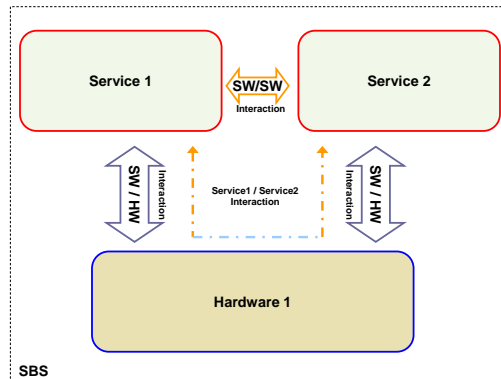 Service 1
SW/SW
Interaction
Service 2
SW / HW
Interaction
Service1 / Service2
Interaction
Interaction
SW / HW
Hardware 1
SBS